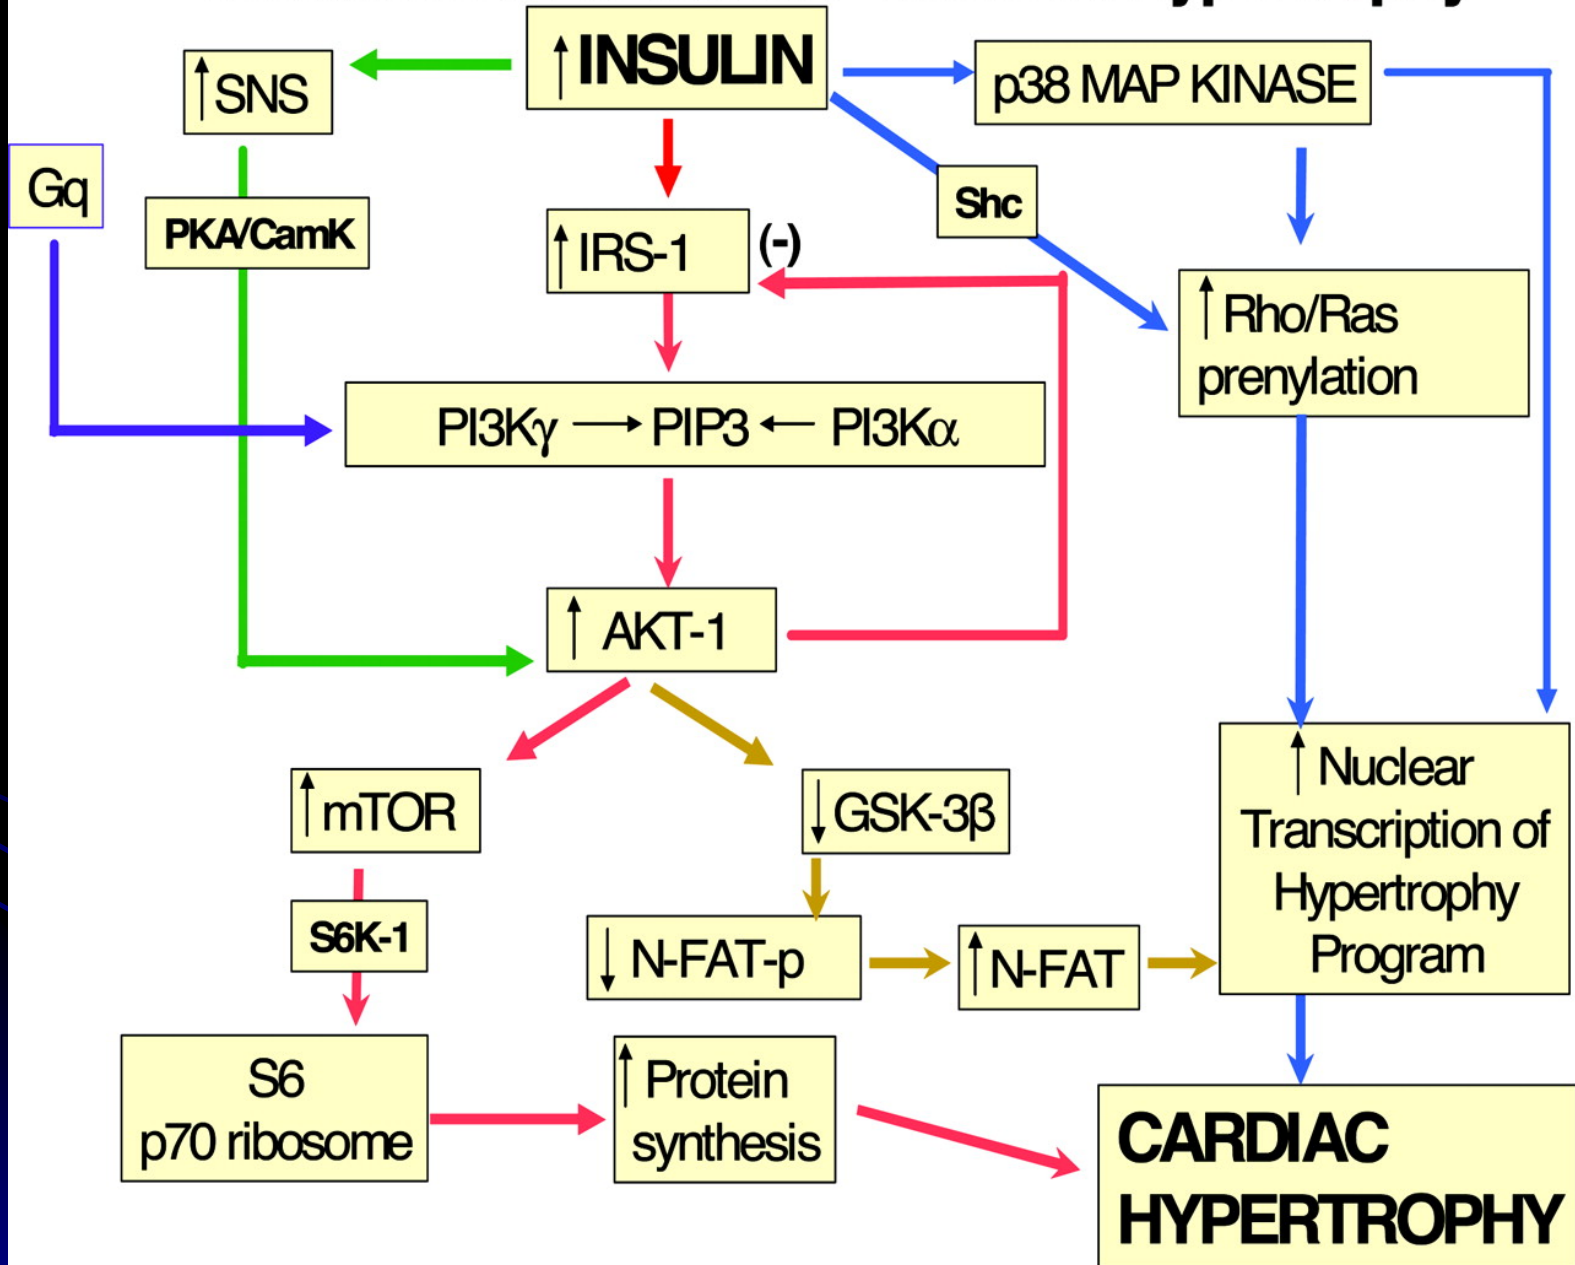 ↑ INSULIN
↑ SNS
p38 MAP KINASE
Gq
PKA/CamK
Shc
↑ IRS-1
(-)
↑ Rho/Ras
prenylation
PI3Kγ → PIP3 ← PI3Kα
↑ AKT-1
↑ mTOR
↓ GSK-3β
↑ Nuclear
Transcription of
Hypertrophy
Program
S6K-1
↓ N-FAT-p
↑ N-FAT
S6
p70 ribosome
↑ Protein
synthesis
CARDIAC
HYPERTROPHY